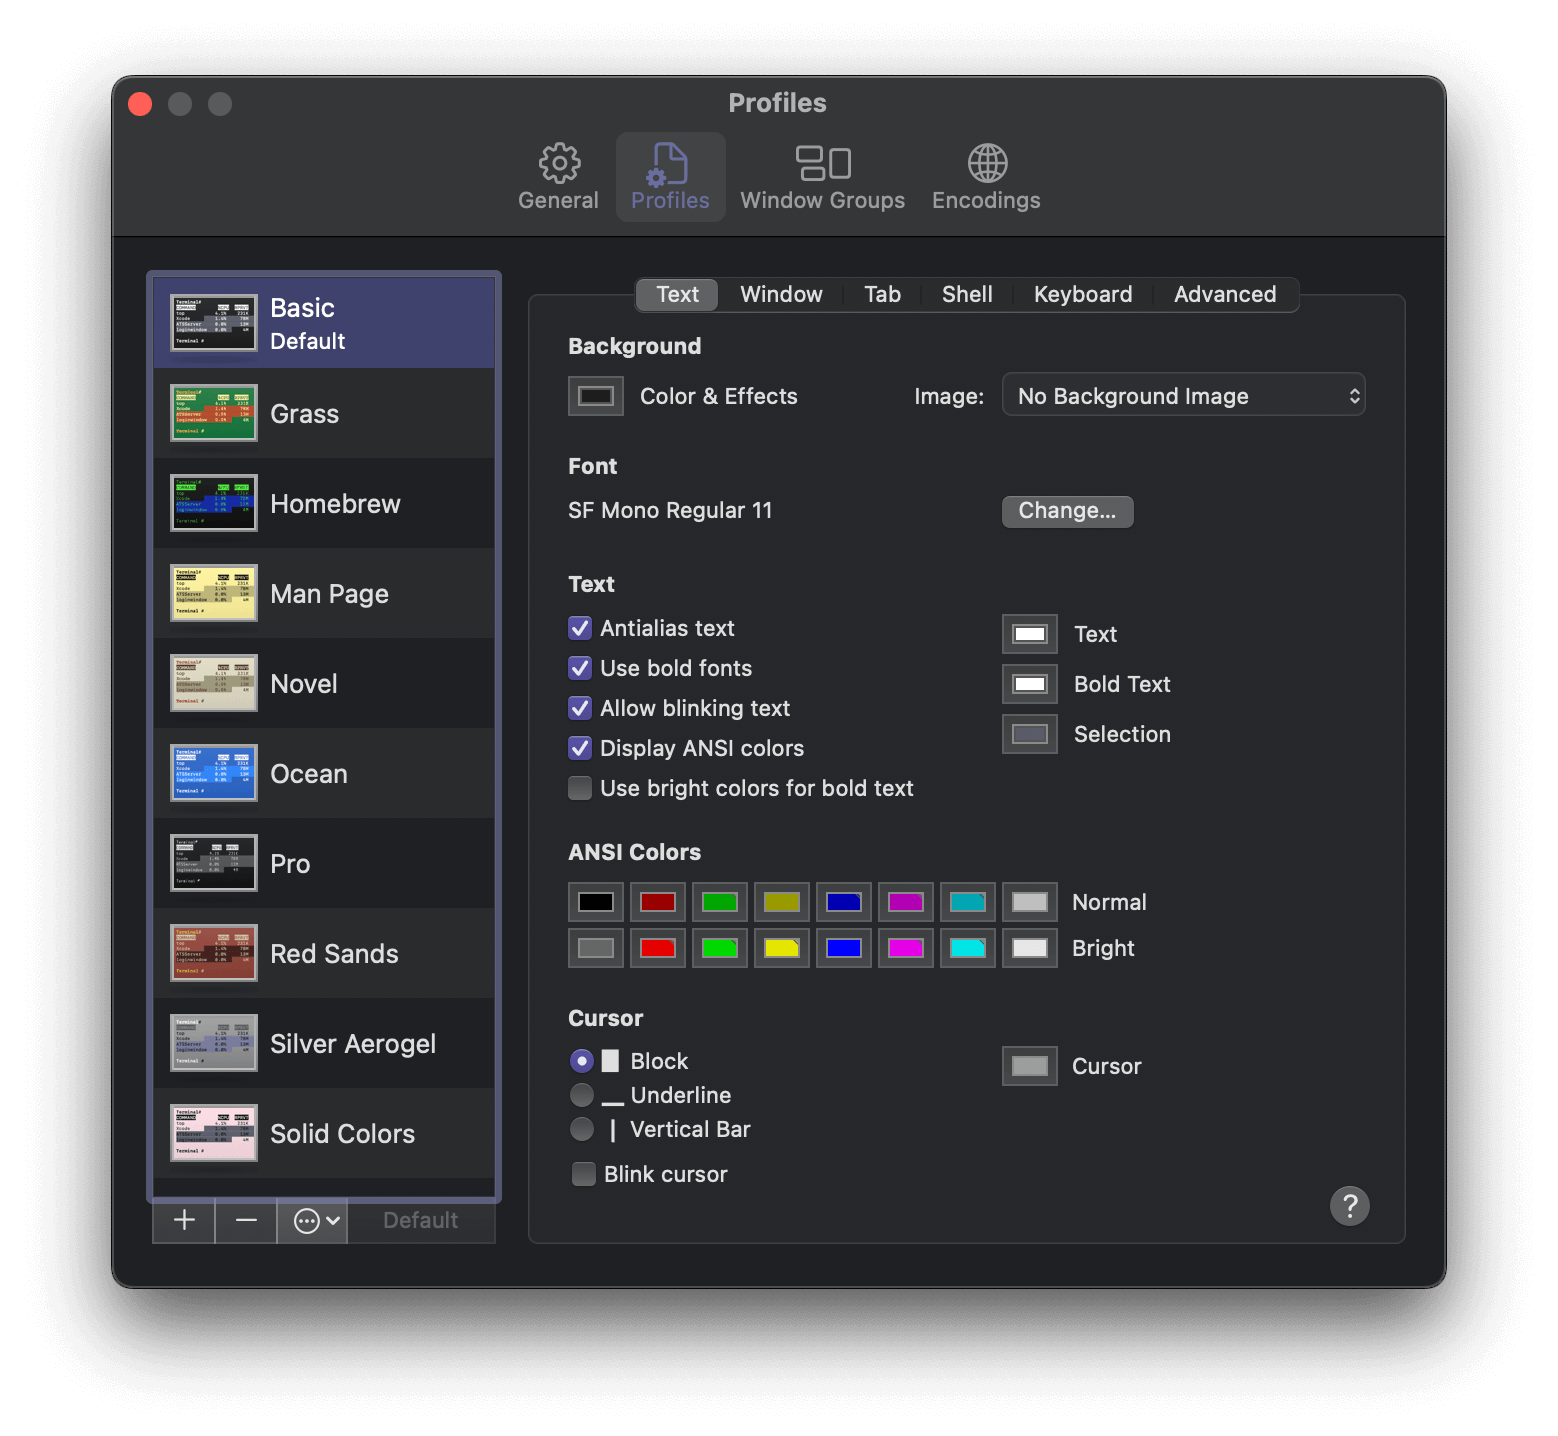 Profiles
General
Profiles
Window Groups
Encodings
Basic
Default
Grass
Homebrew
Man Page
Novel
Ocean
Pro
Red Sands
Silver Aerogel
Solid Colors
Default
Text
Window
Tab
Shell
Keyboard
Advanced
Background
Color & Effects
Image:
No Background Image
Font
SF Mono Regular 11
Change...
Text
Antialias text
Use bold fonts
Allow blinking text
Display ANSI colors
Use bright colors for bold text
Text
Bold Text
Selection
ANSI Colors
Normal
Bright
Cursor
Block
Underline
Vertical Bar
Blink cursor
Cursor
?